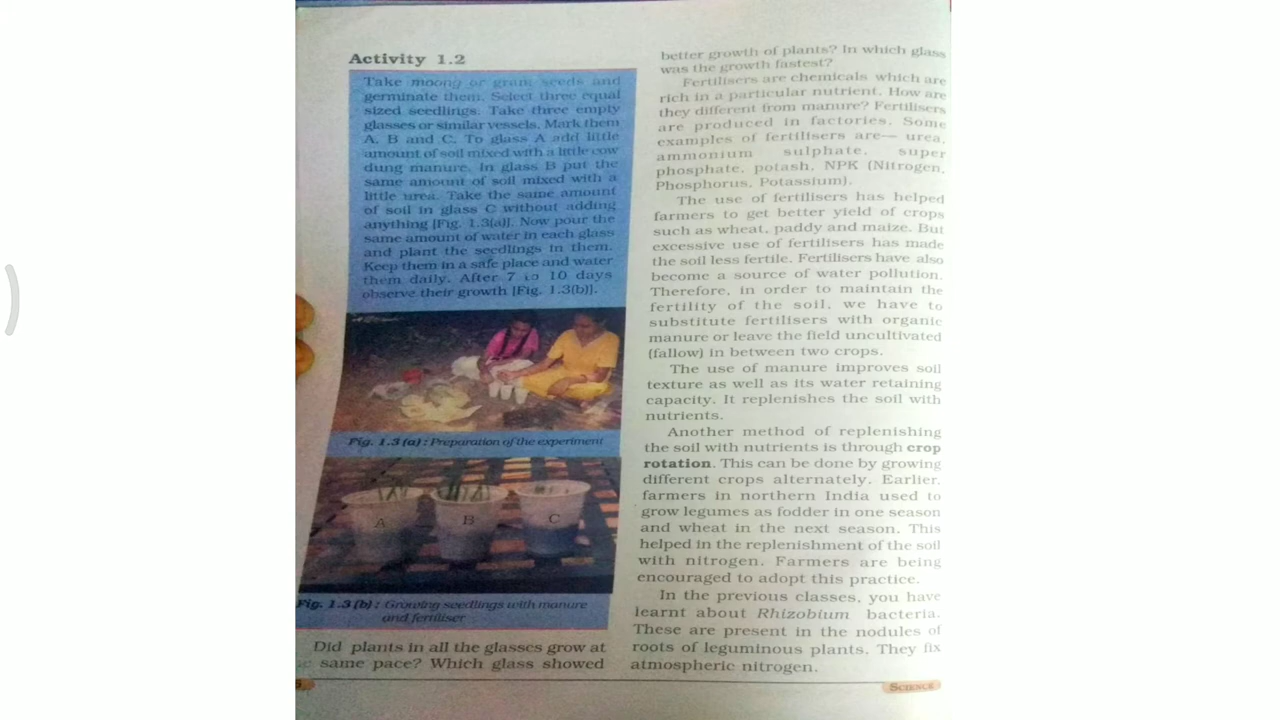 Activity 1.2
Take moong or gram seeds and
germinate them. Select three equal
sized seedlings. Take three empty
glasses or similar vessels. Mark them
A, B and C. To glass A add little
amount of soil mixed with a little cow
dung manure. In glass B put the
same amount of soil mixed with a
little urea. Take the same amount
of soil in glass C without adding
anything [Fig. 1.3(a)]. Now pour the
same amount of water in each glass
and plant the seedlings in them.
Keep them in a safe place and water
them daily. After 7 to 10 days
observe their growth [Fig. 1.3(b)].
Fig. 1.3 (a) : Preparation of the experiment
A B C
Fig. 1.3 (b) : Growing seedlings with manure
and fertiliser
Did plants in all the glasses grow at
same pace? Which glass showed
better growth of plants? In which glass
was the growth fastest?
Fertilisers are chemicals which are
rich in a particular nutrient. How are
they different from manure? Fertilisers
are produced in factories. Some
examples of fertilisers are— urea,
ammonium sulphate, super
phosphate, potash, NPK (Nitrogen,
Phosphorus, Potassium).
The use of fertilisers has helped
farmers to get better yield of crops
such as wheat, paddy and maize. But
excessive use of fertilisers has made
the soil less fertile. Fertilisers have also
become a source of water pollution.
Therefore, in order to maintain the
fertility of the soil, we have to
substitute fertilisers with organic
manure or leave the field uncultivated
(fallow) in between two crops.
The use of manure improves soil
texture as well as its water retaining
capacity. It replenishes the soil with
nutrients.
Another method of replenishing
the soil with nutrients is through crop
rotation. This can be done by growing
different crops alternately. Earlier,
farmers in northern India used to
grow legumes as fodder in one season
and wheat in the next season. This
helped in the replenishment of the soil
with nitrogen. Farmers are being
encouraged to adopt this practice.
In the previous classes, you have
learnt about Rhizobium bacteria.
These are present in the nodules of
roots of leguminous plants. They fix
atmospheric nitrogen.
SCIENCE